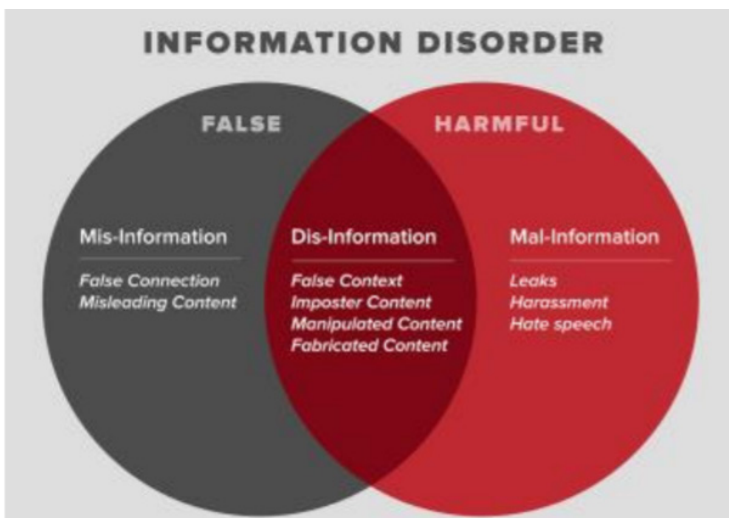 INFORMATION DISORDER
FALSE
HARMFUL
Mis-Information
False Connection
Misleading Content
Dis-Information
False Context
Imposter Content
Manipulated Content
Fabricated Content
Mal-Information
Leaks
Harassment
Hate speech